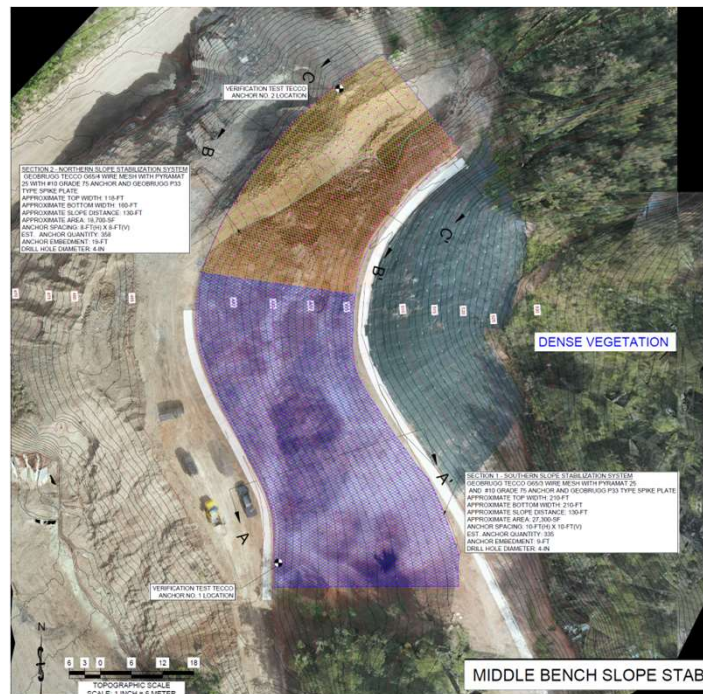 VERIFICATION TEST TECCO
ANCHOR NO. 2 LOCATION
C
B
SECTION 2 - NORTHERN SLOPE STABILIZATION SYSTEM
GEOBRUGG TECCO G65/4 WIRE MESH WITH PYRAMAT
25 WITH #10 GRADE 75 ANCHOR AND GEOBRUGG P33
TYPE SPIKE PLATE
APPROXIMATE TOP WIDTH: 118-FT
APPROXIMATE BOTTOM WIDTH: 160-FT
APPROXIMATE SLOPE DISTANCE: 130-FT
APPROXIMATE AREA: 18,700-SF
ANCHOR SPACING: 8-FT(H) X 8-FT(V)
EST. ANCHOR QUANTITY: 358
ANCHOR EMBEDMENT: 19-FT
DRILL HOLE DIAMETER: 4-IN
C'
B'
DENSE VEGETATION
A'
SECTION 1 - SOUTHERN SLOPE STABILIZATION SYSTEM
GEOBRUGG TECCO G65/3 WIRE MESH WITH PYRAMAT 25
AND #10 GRADE 75 ANCHOR AND GEOBRUGG P33 TYPE SPIKE PLATE
APPROXIMATE TOP WIDTH: 210-FT
APPROXIMATE BOTTOM WIDTH: 210-FT
APPROXIMATE SLOPE DISTANCE: 130-FT
APPROXIMATE AREA: 27,300-SF
ANCHOR SPACING: 10-FT(H) X 10-FT(V)
EST. ANCHOR QUANTITY: 335
ANCHOR EMBEDMENT: 9-FT
DRILL HOLE DIAMETER: 4-IN
A
VERIFICATION TEST TECCO
ANCHOR NO. 1 LOCATION
N
6 3 0 6 12 18
TOPOGRAPHIC SCALE
SCALE: 1 INCH = 6 METER
MIDDLE BENCH SLOPE STAB